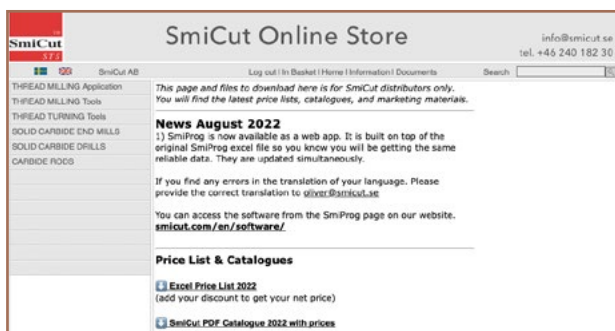 SmiCut
STS
SmiCut Online Store
info@smicut.se
tel. +46 240 182 30
SmiCut AB
Log out | In Basket | Home | Information | Documents
Search
THREAD MILLING Application
THREAD MILLING Tools
THREAD TURNING Tools
SOLID CARBIDE END MILLS
SOLID CARBIDE DRILLS
CARBIDE RODS
This page and files to download here is for SmiCut distributors only.
You will find the latest price lists, catalogues, and marketing materials.
News August 2022
1) SmiProg is now available as a web app. It is built on top of the
original SmiProg excel file so you know you will be getting the same
reliable data. They are updated simultaneously.
If you find any errors in the translation of your language. Please
provide the correct translation to oliver@smicut.se
You can access the software from the SmiProg page on our website.
smicut.com/en/software/
Price List & Catalogues
Excel Price List 2022
(add your discount to get your net price)
SmiCut PDF Catalogue 2022 with prices